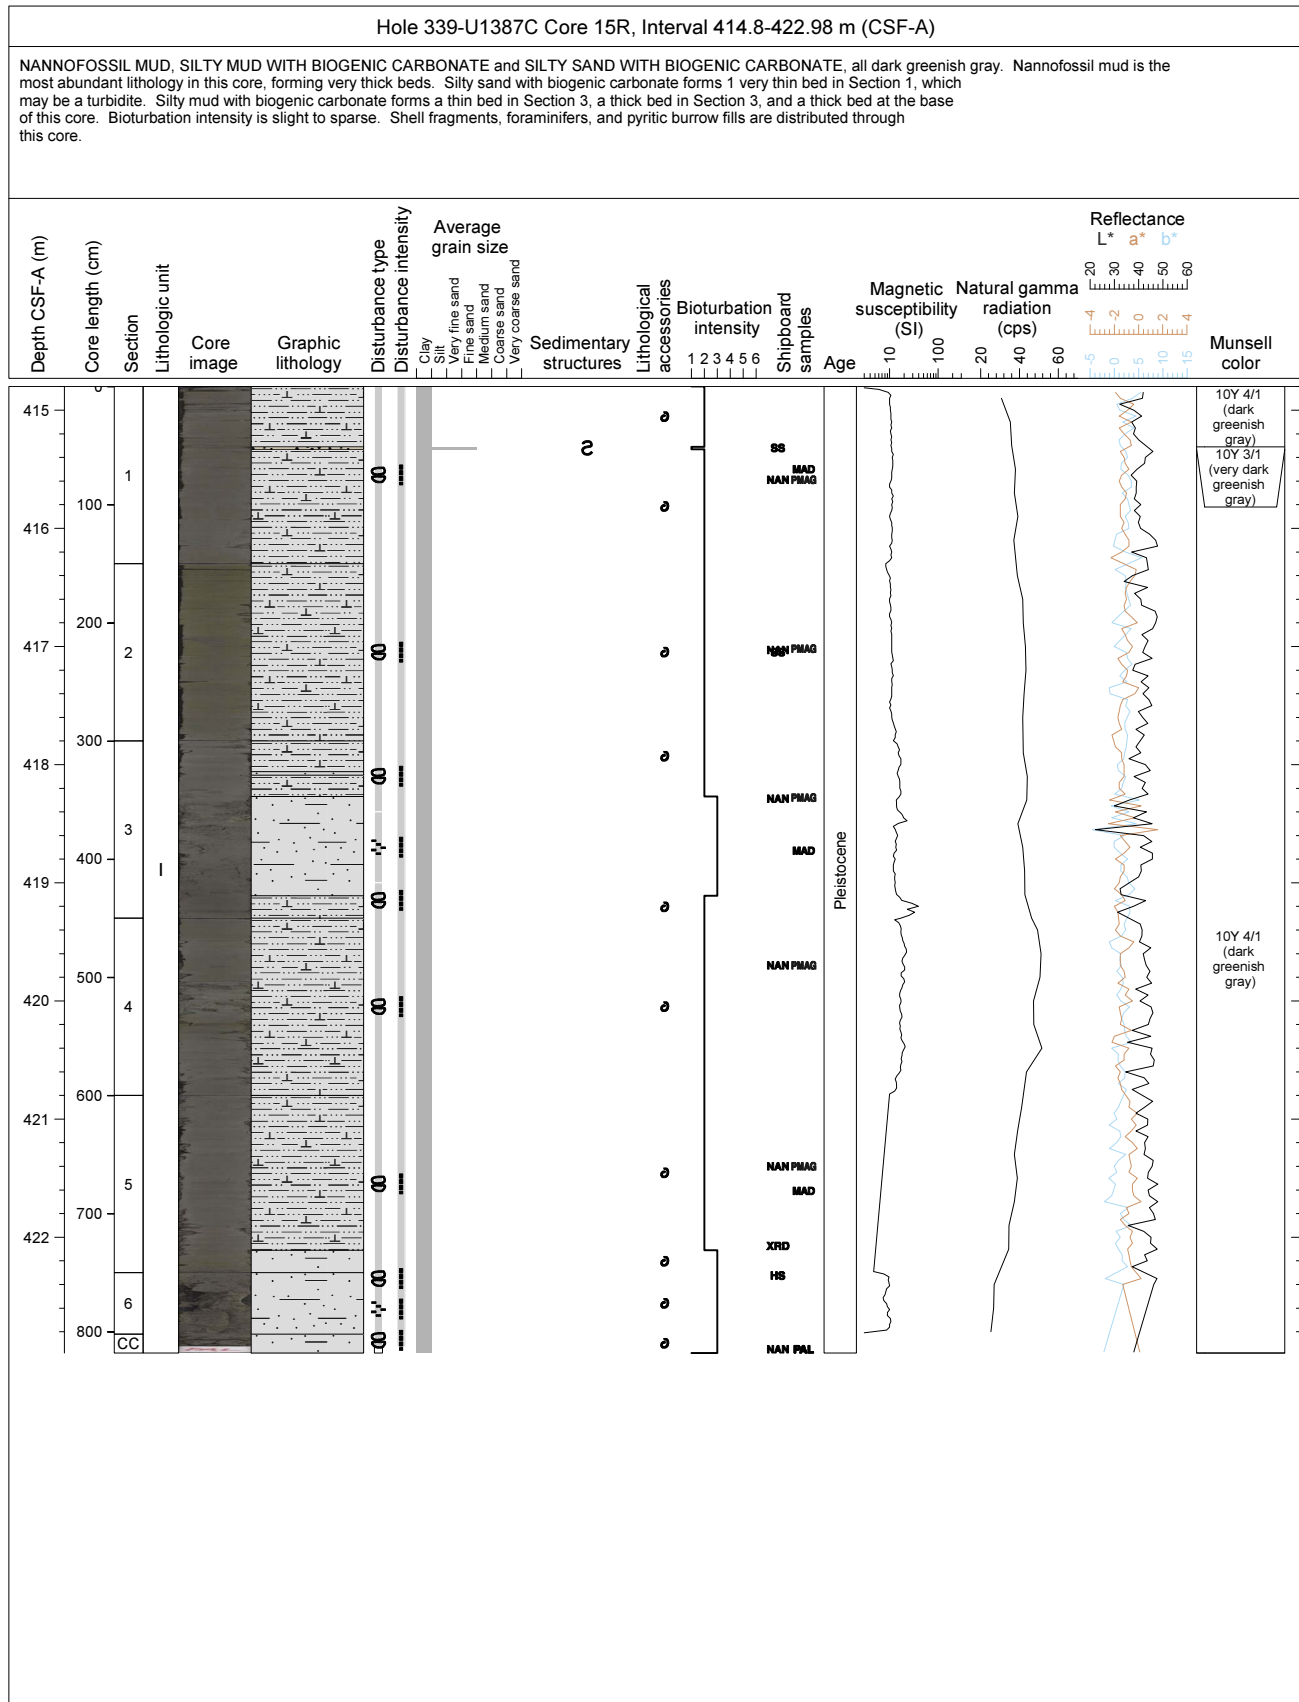 Hole 339-U1387C Core 15R, Interval 414.8-422.98 m (CSF-A)
NANNOFOSSIL MUD, SILTY MUD WITH BIOGENIC CARBONATE and SILTY SAND WITH BIOGENIC CARBONATE, all dark greenish gray. Nannofossil mud is the
most abundant lithology in this core, forming very thick beds. Silty sand with biogenic carbonate forms 1 very thin bed in Section 1, which
may be a turbidite. Silty mud with biogenic carbonate forms a thin bed in Section 3, a thick bed in Section 3, and a thick bed at the base
of this core. Bioturbation intensity is slight to sparse. Shell fragments, foraminifers, and pyritic burrow fills are distributed through
this core.
Depth CSF-A (m)
Core length (cm)
Section
Lithologic unit
Core
image
Graphic
lithology
Disturbance type
Disturbance intensity
Average
grain size
Clay
Silt
Very fine sand
Fine sand
Medium sand
Coarse sand
Very coarse sand
Sedimentary
structures
Lithological
accessories
Bioturbation
intensity
1 2 3 4 5 6
Shipboard
samples
Age
Magnetic
susceptibility
(SI)
10 100
Natural gamma
radiation
(cps)
20 40 60
Reflectance
L* a* b*
20 30 40 50 60
-4 -2 0 2 4
-5 0 5 10 15
Munsell
color
0
415
100
416
200
417
300
418
400
419
500
420
600
421
700
422
800
1
2
3
4
5
6
CC
I
SS
MAD
NAN PMAG
NAN PMAG
SS
NAN PMAG
MAD
NAN PMAG
NAN PMAG
MAD
XRD
HS
NAN PAL
Pleistocene
10Y 4/1
(dark
greenish
gray)
10Y 3/1
(very dark
greenish
gray)
10Y 4/1
(dark
greenish
gray)